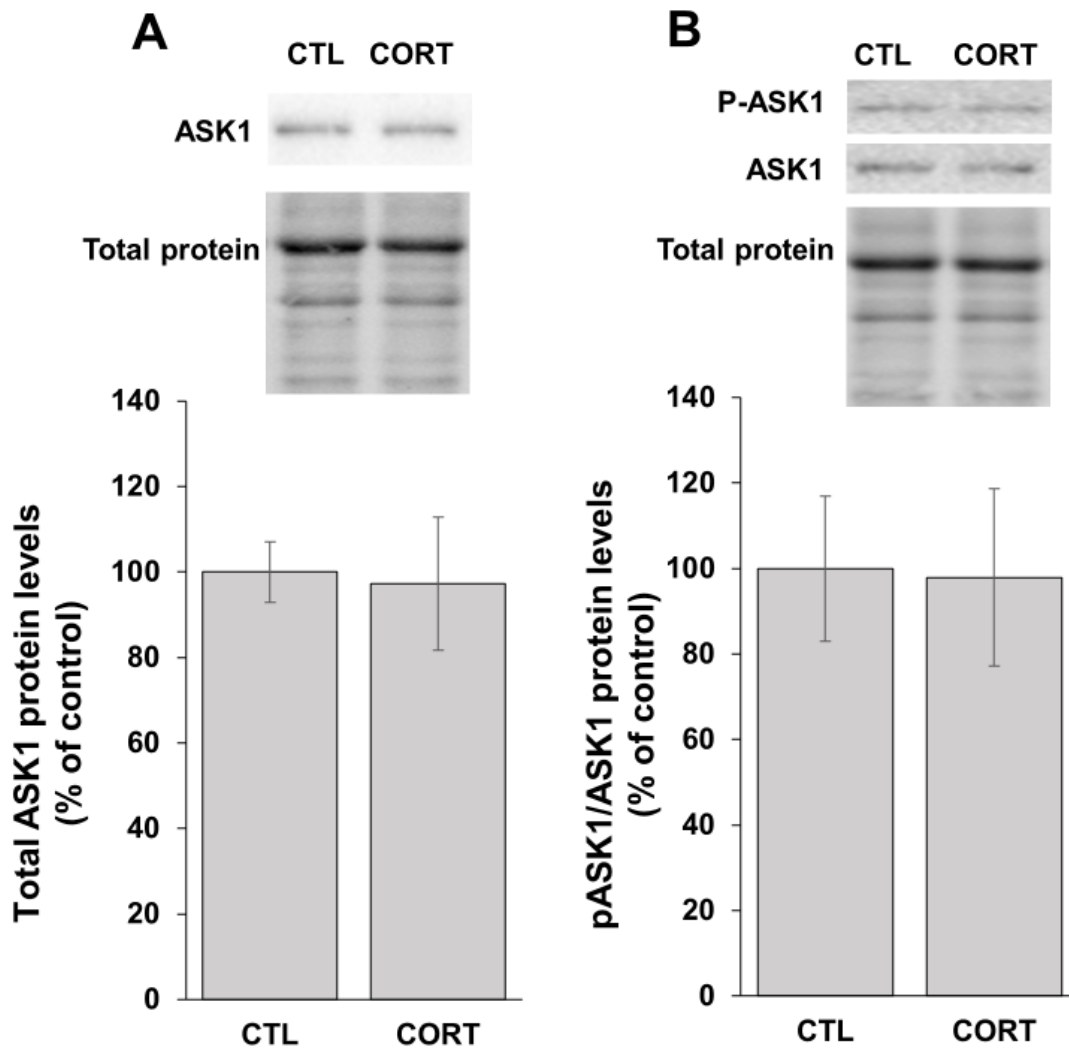 A
CTL CORT
ASK1
Total protein
140
120
100
80
60
40
20
0
Total ASK1 protein levels
(% of control)
CTL CORT
B
CTL CORT
P-ASK1
ASK1
Total protein
140
120
100
80
60
40
20
0
pASK1/ASK1 protein levels
(% of control)
CTL CORT